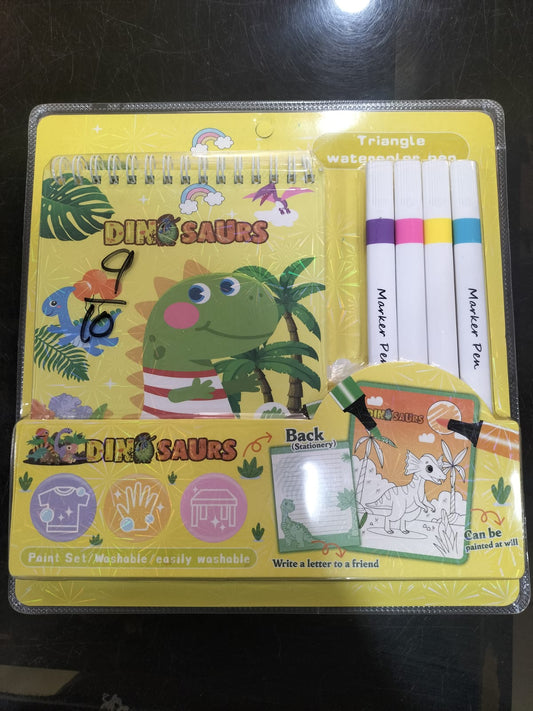 Triangle
watercolor pen
DINOSAURS
9
10
Marker Pen
Marker Pen
DINOSAURS
Back
(Stationery)
DINOSAURS
Can be
painted at will
Paint Set/Washable/easily washable
Write a letter to a friend